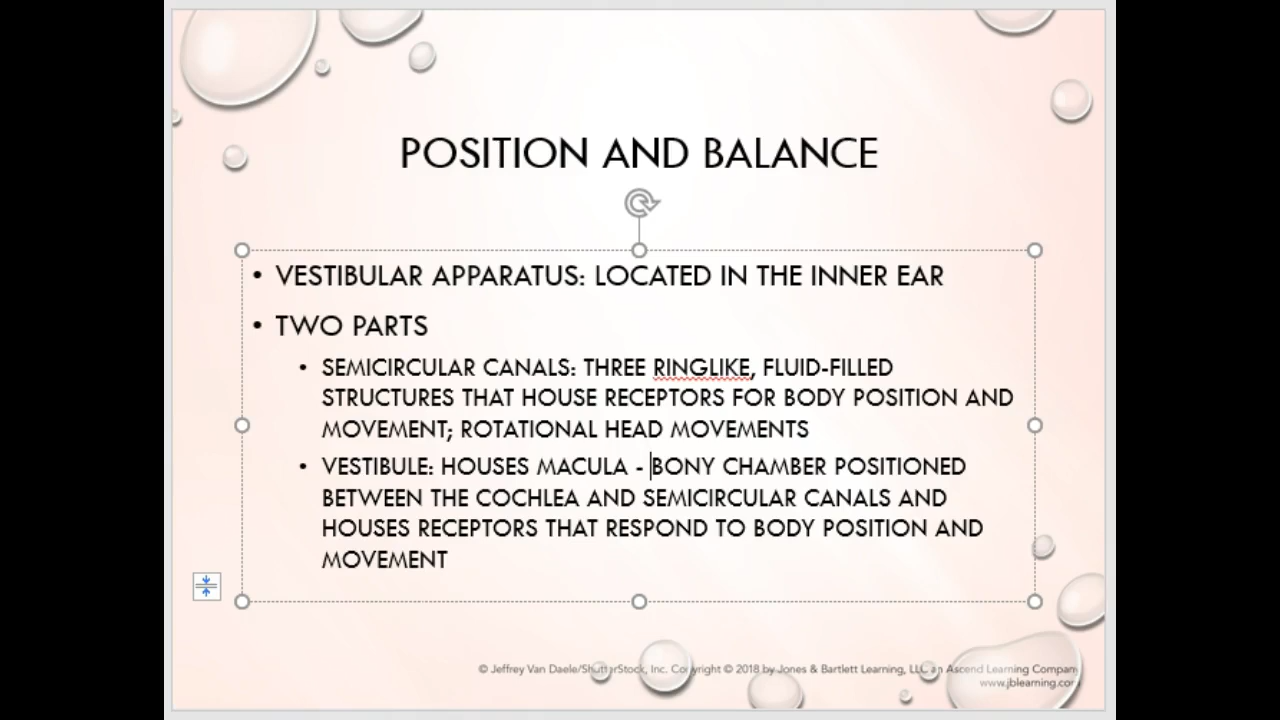 POSITION AND BALANCE
• VESTIBULAR APPARATUS: LOCATED IN THE INNER EAR
• TWO PARTS
• SEMICIRCULAR CANALS: THREE RINGLIKE, FLUID-FILLED
STRUCTURES THAT HOUSE RECEPTORS FOR BODY POSITION AND
MOVEMENT; ROTATIONAL HEAD MOVEMENTS
• VESTIBULE: HOUSES MACULA - BONY CHAMBER POSITIONED
BETWEEN THE COCHLEA AND SEMICIRCULAR CANALS AND
HOUSES RECEPTORS THAT RESPOND TO BODY POSITION AND
MOVEMENT
© Jeffrey Van Daele/ShutterStock, Inc. Copyright © 2018 by Jones & Bartlett Learning, LLC an Ascend Learning Company
www.jblearning.com